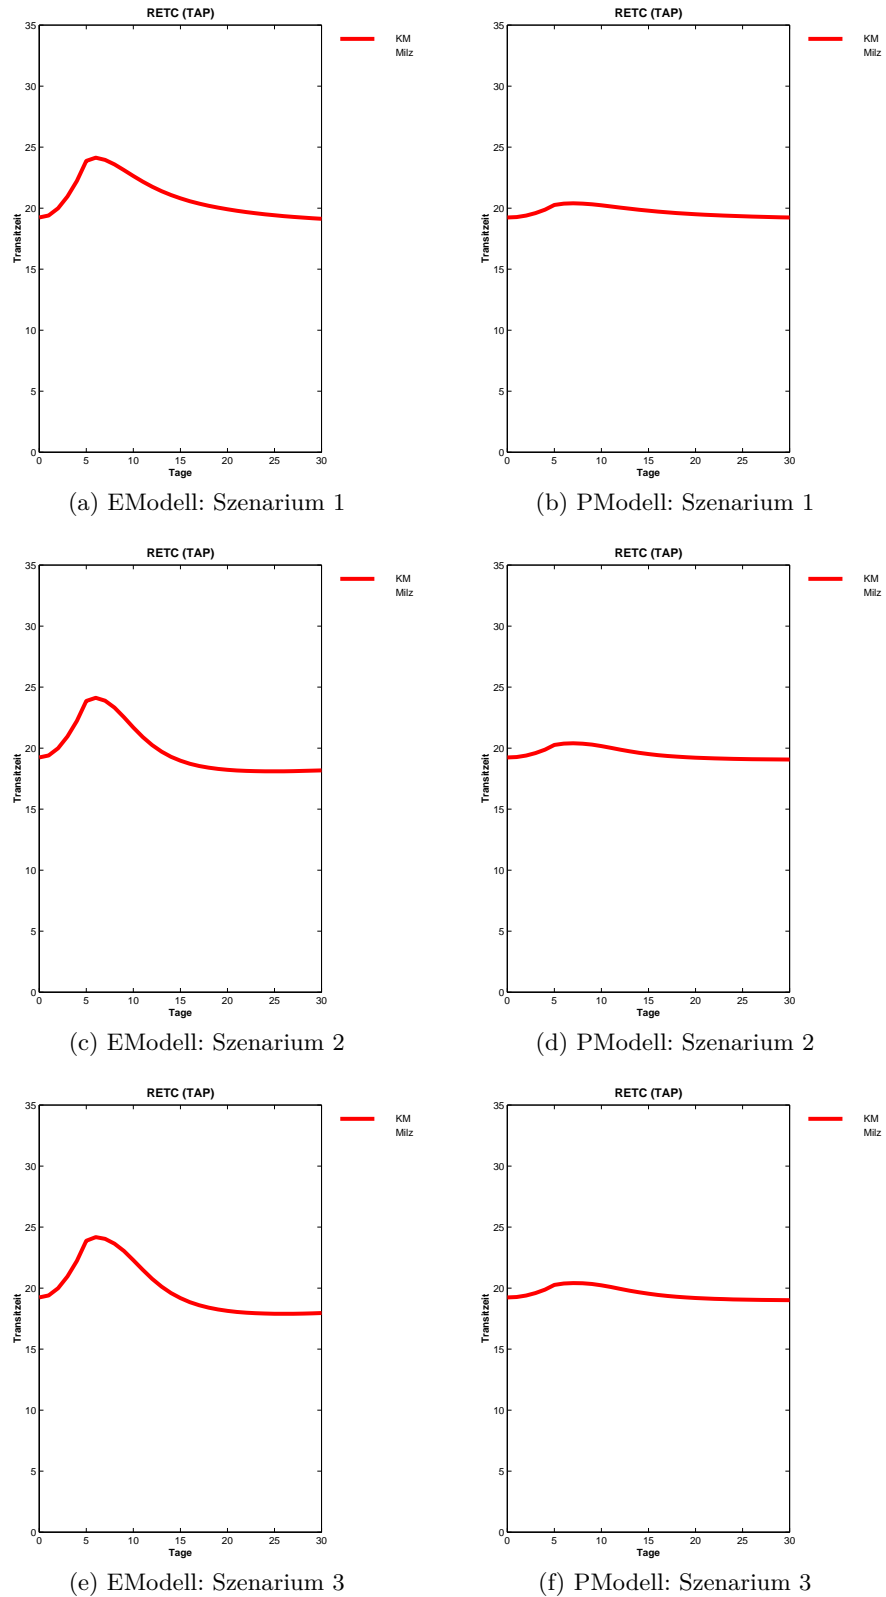 RETC (TAP)
KM
Milz
35
30
25
20
15
10
5
0
Transitzeit
0 5 10 15 20 25 30
Tage
(a) EModell: Szenarium 1
RETC (TAP)
KM
Milz
35
30
25
20
15
10
5
0
Transitzeit
0 5 10 15 20 25 30
Tage
(b) PModell: Szenarium 1
RETC (TAP)
KM
Milz
35
30
25
20
15
10
5
0
Transitzeit
0 5 10 15 20 25 30
Tage
(c) EModell: Szenarium 2
RETC (TAP)
KM
Milz
35
30
25
20
15
10
5
0
Transitzeit
0 5 10 15 20 25 30
Tage
(d) PModell: Szenarium 2
RETC (TAP)
KM
Milz
35
30
25
20
15
10
5
0
Transitzeit
0 5 10 15 20 25 30
Tage
(e) EModell: Szenarium 3
RETC (TAP)
KM
Milz
35
30
25
20
15
10
5
0
Transitzeit
0 5 10 15 20 25 30
Tage
(f) PModell: Szenarium 3